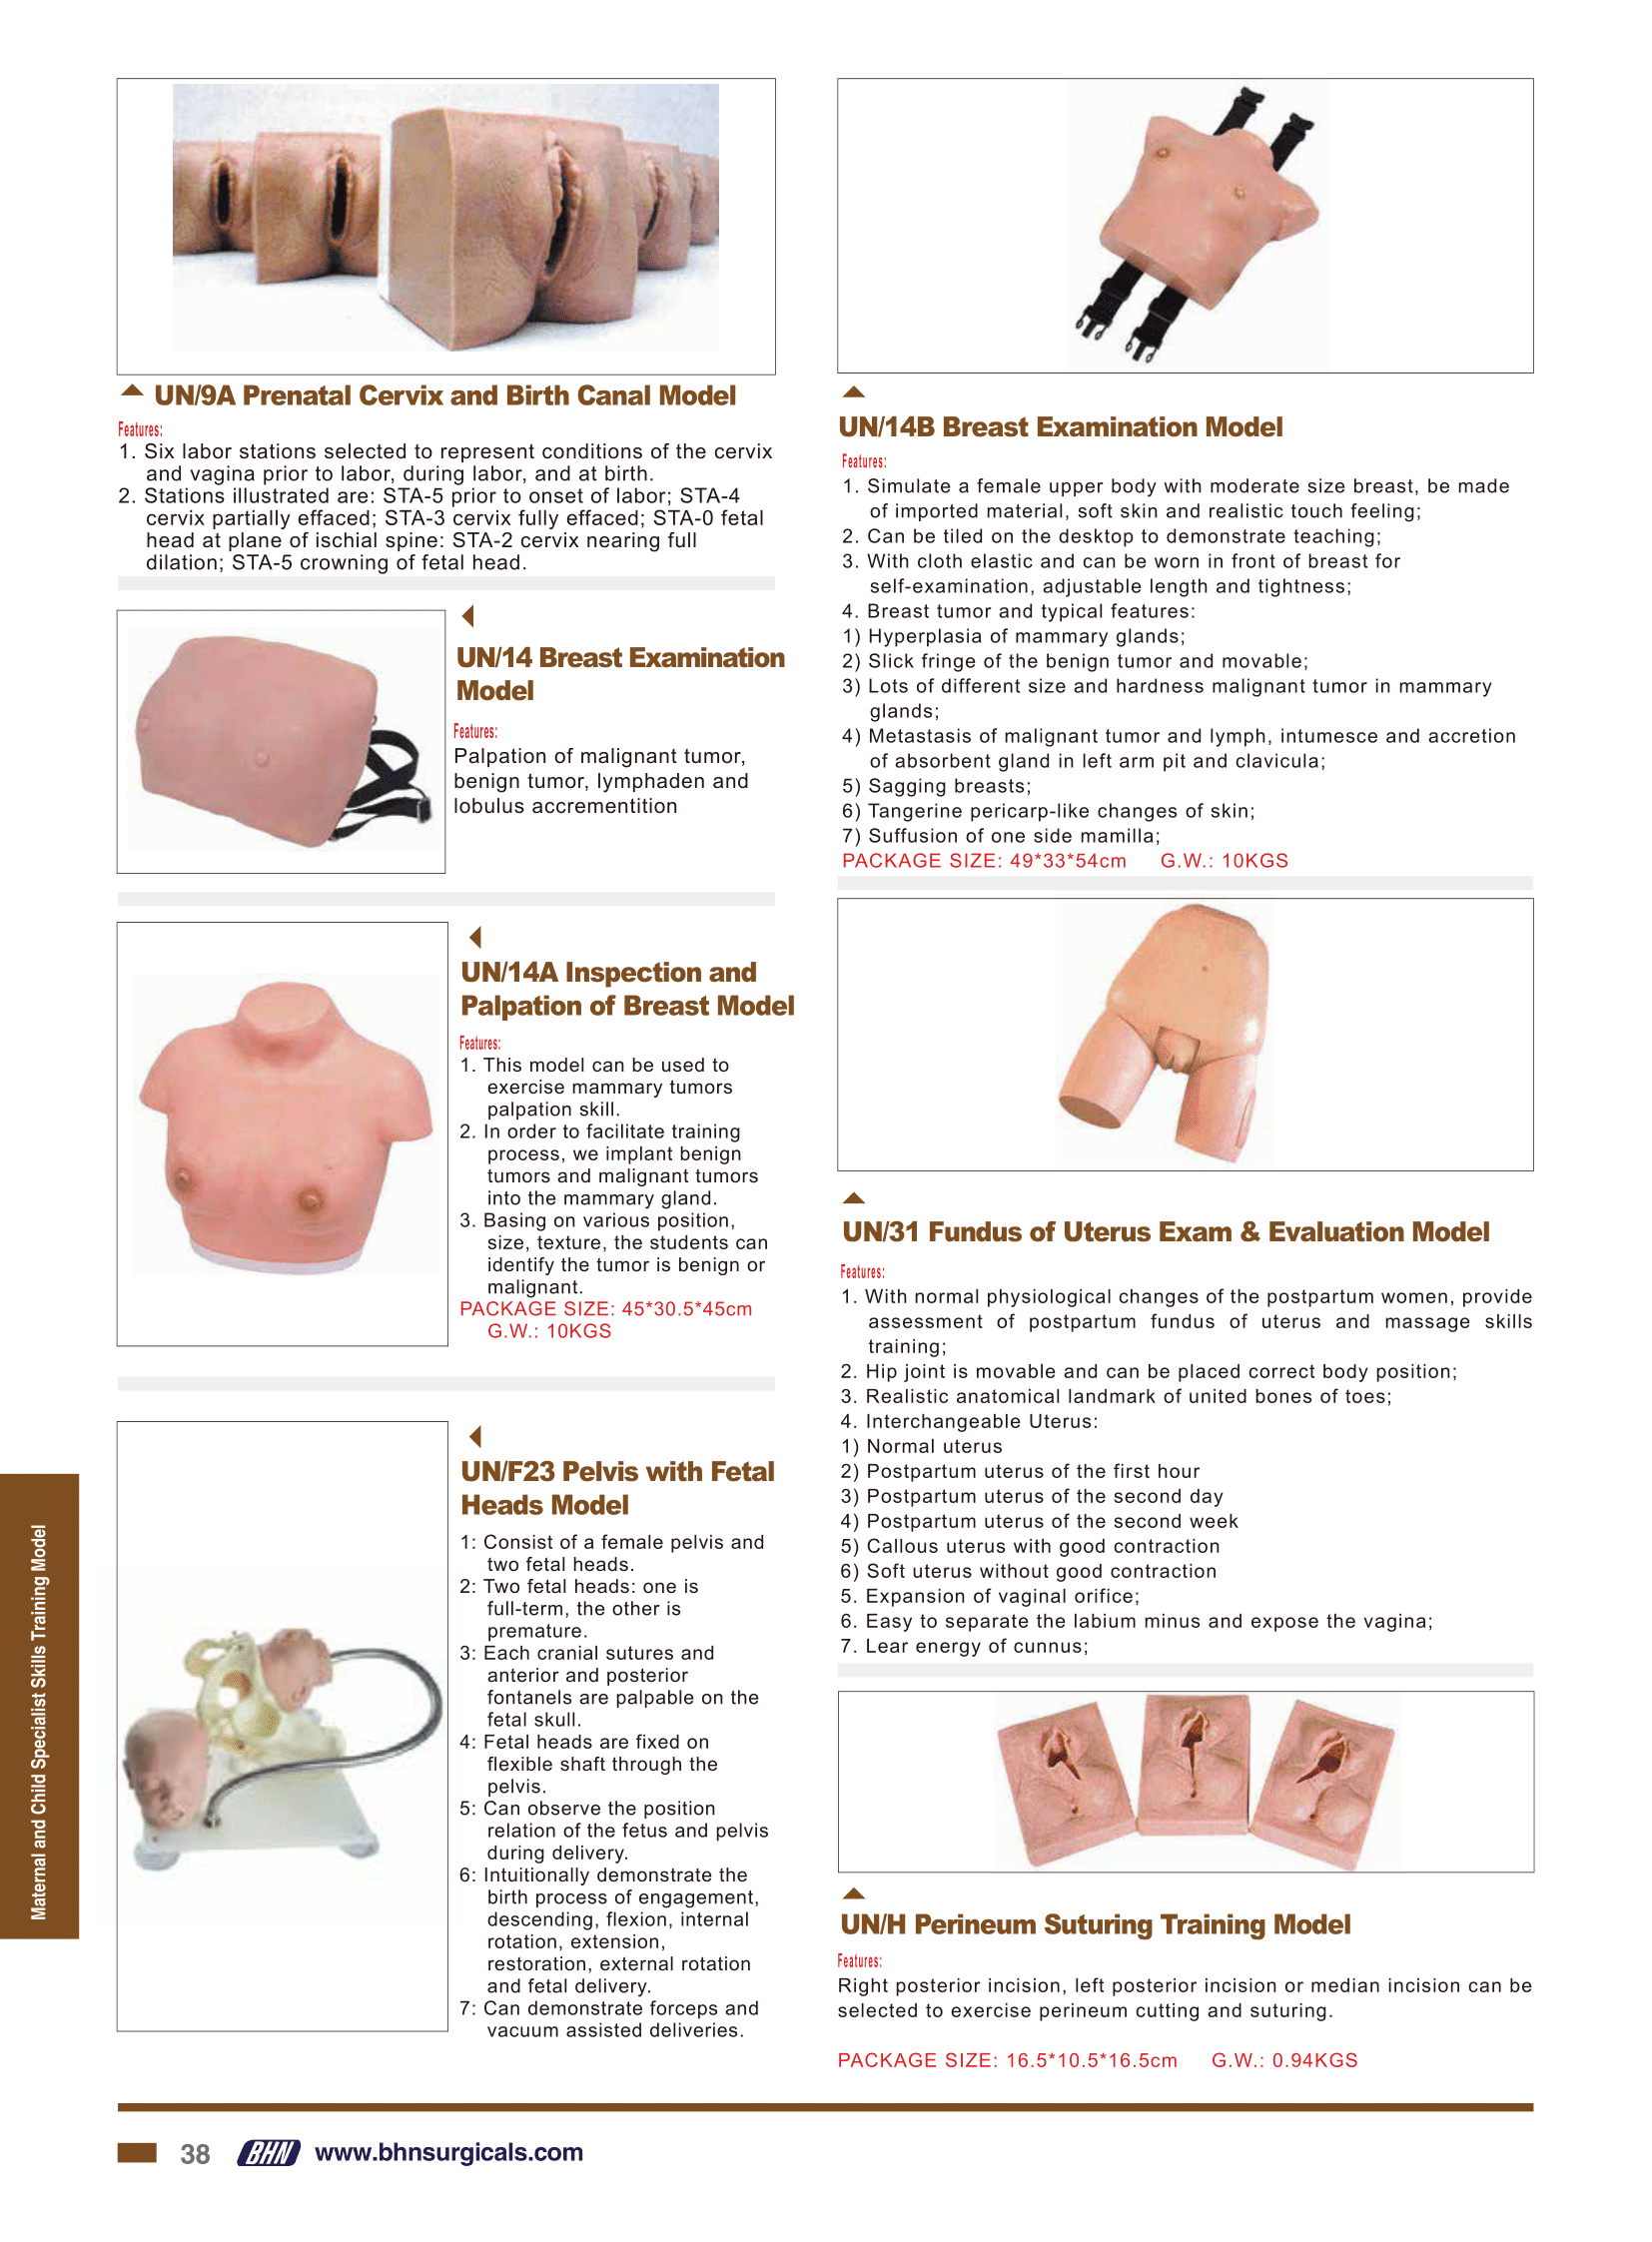 UN/9A Prenatal Cervix and Birth Canal Model
Features:
1. Six labor stations selected to represent conditions of the cervix
and vagina prior to labor, during labor, and at birth.
2. Stations illustrated are: STA-5 prior to onset of labor; STA-4
cervix partially effaced; STA-3 cervix fully effaced; STA-0 fetal
head at plane of ischial spine: STA-2 cervix nearing full
dilation; STA-5 crowning of fetal head.
UN/14 Breast Examination
Model
Features:
Palpation of malignant tumor,
benign tumor, lymphaden and
lobulus accrementition
UN/14A Inspection and
Palpation of Breast Model
Features:
1. This model can be used to
exercise mammary tumors
palpation skill.
2. In order to facilitate training
process, we implant benign
tumors and malignant tumors
into the mammary gland.
3. Basing on various position,
size, texture, the students can
identify the tumor is benign or
malignant.
PACKAGE SIZE: 45*30.5*45cm
G.W.: 10KGS
UN/F23 Pelvis with Fetal
Heads Model
1: Consist of a female pelvis and
two fetal heads.
2: Two fetal heads: one is
full-term, the other is
premature.
3: Each cranial sutures and
anterior and posterior
fontanels are palpable on the
fetal skull.
4: Fetal heads are fixed on
flexible shaft through the
pelvis.
5: Can observe the position
relation of the fetus and pelvis
during delivery.
6: Intuitionally demonstrate the
birth process of engagement,
descending, flexion, internal
rotation, extension,
restoration, external rotation
and fetal delivery.
7: Can demonstrate forceps and
vacuum assisted deliveries.
UN/14B Breast Examination Model
Features:
1. Simulate a female upper body with moderate size breast, be made
of imported material, soft skin and realistic touch feeling;
2. Can be tiled on the desktop to demonstrate teaching;
3. With cloth elastic and can be worn in front of breast for
self-examination, adjustable length and tightness;
4. Breast tumor and typical features:
1) Hyperplasia of mammary glands;
2) Slick fringe of the benign tumor and movable;
3) Lots of different size and hardness malignant tumor in mammary
glands;
4) Metastasis of malignant tumor and lymph, intumesce and accretion
of absorbent gland in left arm pit and clavicula;
5) Sagging breasts;
6) Tangerine pericarp-like changes of skin;
7) Suffusion of one side mamilla;
PACKAGE SIZE: 49*33*54cm G.W.: 10KGS
UN/31 Fundus of Uterus Exam & Evaluation Model
Features:
1. With normal physiological changes of the postpartum women, provide
assessment of postpartum fundus of uterus and massage skills
training;
2. Hip joint is movable and can be placed correct body position;
3. Realistic anatomical landmark of united bones of toes;
4. Interchangeable Uterus:
1) Normal uterus
2) Postpartum uterus of the first hour
3) Postpartum uterus of the second day
4) Postpartum uterus of the second week
5) Callous uterus with good contraction
6) Soft uterus without good contraction
5. Expansion of vaginal orifice;
6. Easy to separate the labium minus and expose the vagina;
7. Lear energy of cunnus;
UN/H Perineum Suturing Training Model
Features:
Right posterior incision, left posterior incision or median incision can be
selected to exercise perineum cutting and suturing.
PACKAGE SIZE: 16.5*10.5*16.5cm G.W.: 0.94KGS
Maternal and Child Specialist Skills Training Model
38 BHN www.bhnsurgicals.com